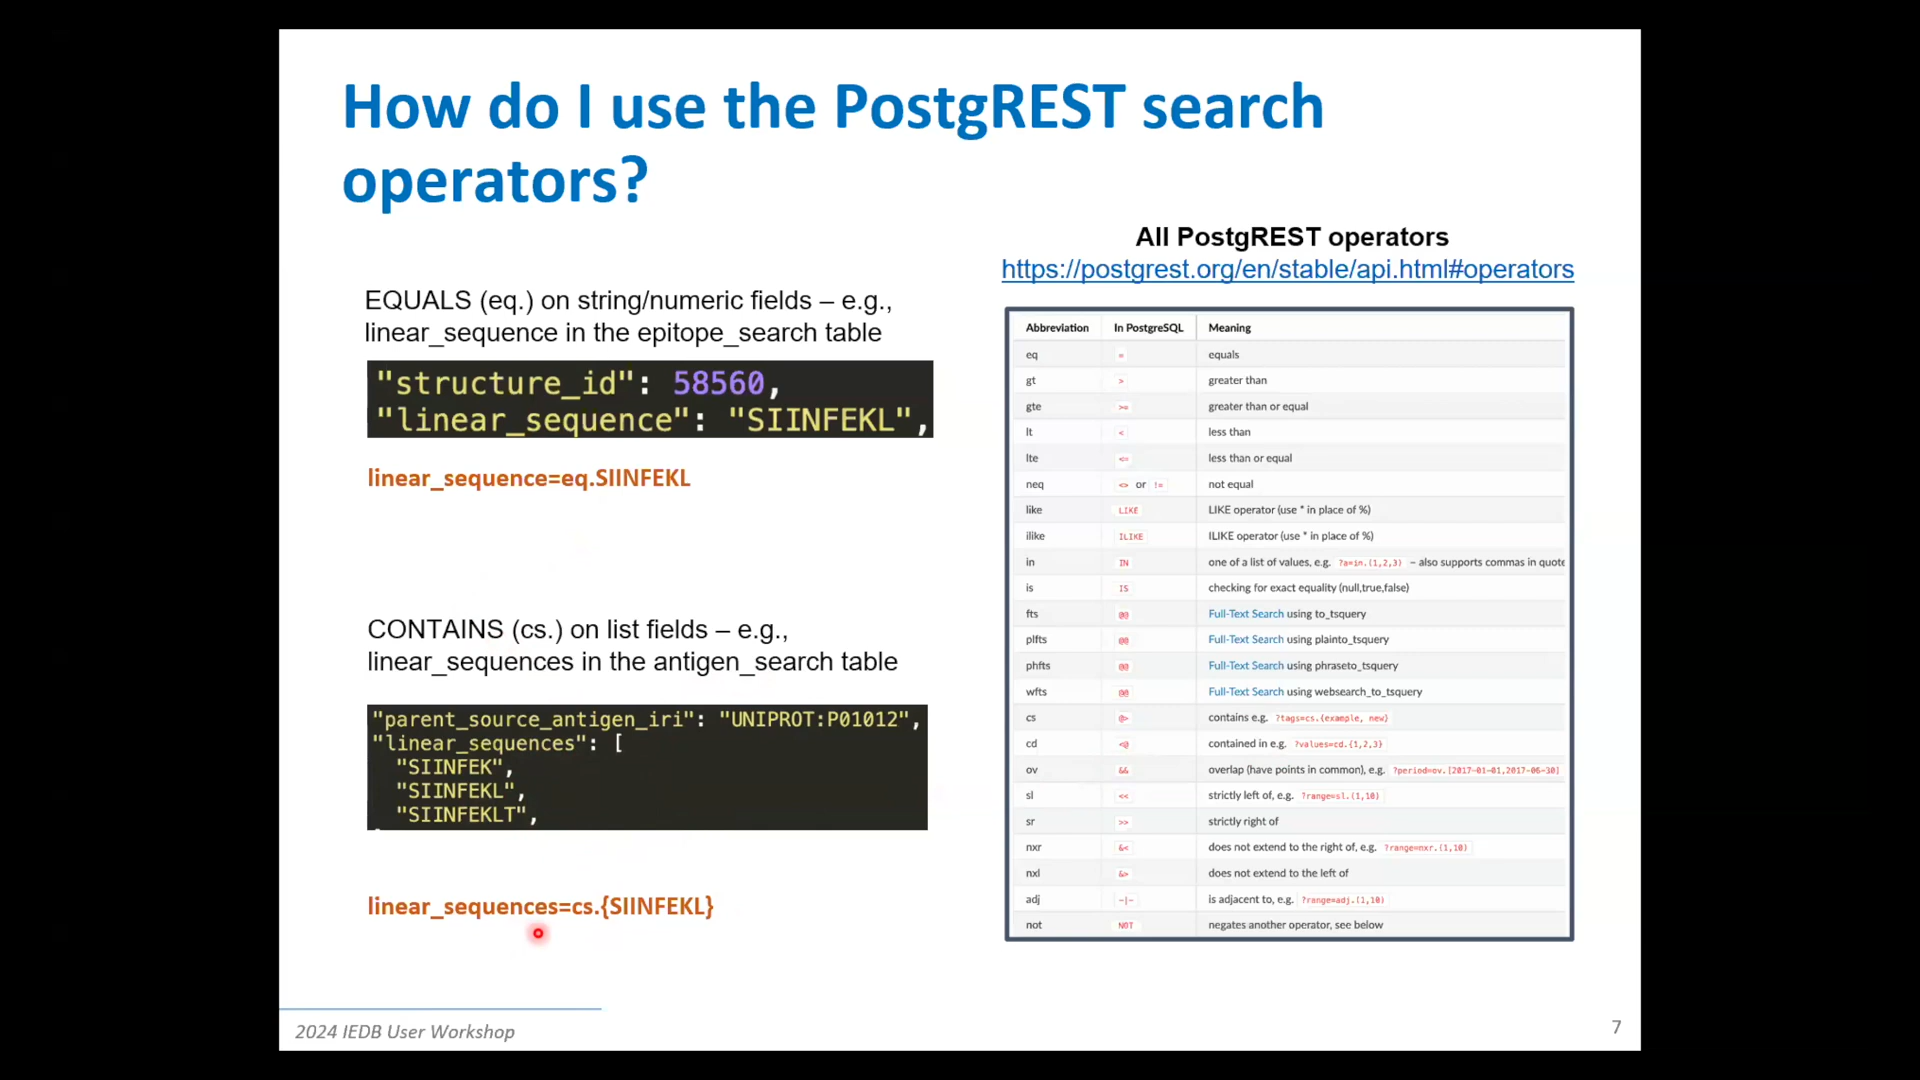 How do I use the PostgREST search
operators?
EQUALS (eq.) on string/numeric fields – e.g.,
linear_sequence in the epitope_search table
"structure_id": 58560,
"linear_sequence": "SIINFEKL",
linear_sequence=eq.SIINFEKL
CONTAINS (cs.) on list fields – e.g.,
linear_sequences in the antigen_search table
"parent_source_antigen_iri": "UNIPROT:P01012",
"linear_sequences": [
"SIINFEK",
"SIINFEKL",
"SIINFEKLT",
linear_sequences=cs.{SIINFEKL}
All PostgREST operators
https://postgrest.org/en/stable/api.html#operators
Abbreviation In PostgreSQL Meaning
eq = equals
gt > greater than
gte >= greater than or equal
lt < less than
lte <= less than or equal
neq <> or != not equal
like LIKE LIKE operator (use * in place of %)
ilike ILIKE ILIKE operator (use * in place of %)
in IN one of a list of values, e.g. ?a=in.(1,2,3) – also supports commas in quote
is IS checking for exact equality (null,true,false)
fts @@ Full-Text Search using to_tsquery
plfts @@ Full-Text Search using plainto_tsquery
phfts @@ Full-Text Search using phraseto_tsquery
wfts @@ Full-Text Search using websearch_to_tsquery
cs @> contains e.g. ?tags=cs.{example, new}
cd <@ contained in e.g. ?values=cd.{1,2,3}
ov && overlap (have points in common), e.g. ?period=ov.[2017-01-01,2017-06-30]
sl << strictly left of, e.g. ?range=sl.(1,10)
sr >> strictly right of
nxr &< does not extend to the right of, e.g. ?range=nxr.(1,10)
nxl &> does not extend to the left of
adj -|- is adjacent to, e.g. ?range=adj.(1,10)
not NOT negates another operator, see below
2024 IEDB User Workshop
7